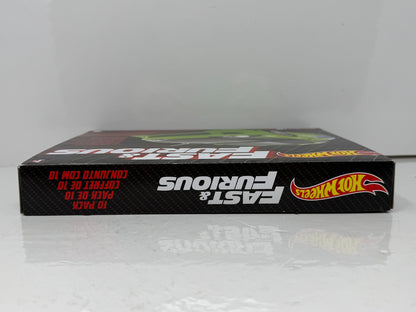 HOT WHEELS
FAST &
FURIOUS
10 PACK
COFFRET DE 10
PACK DE 10
CONJUNTO COM 10
HOT WHEELS
FAST &
FURIOUS